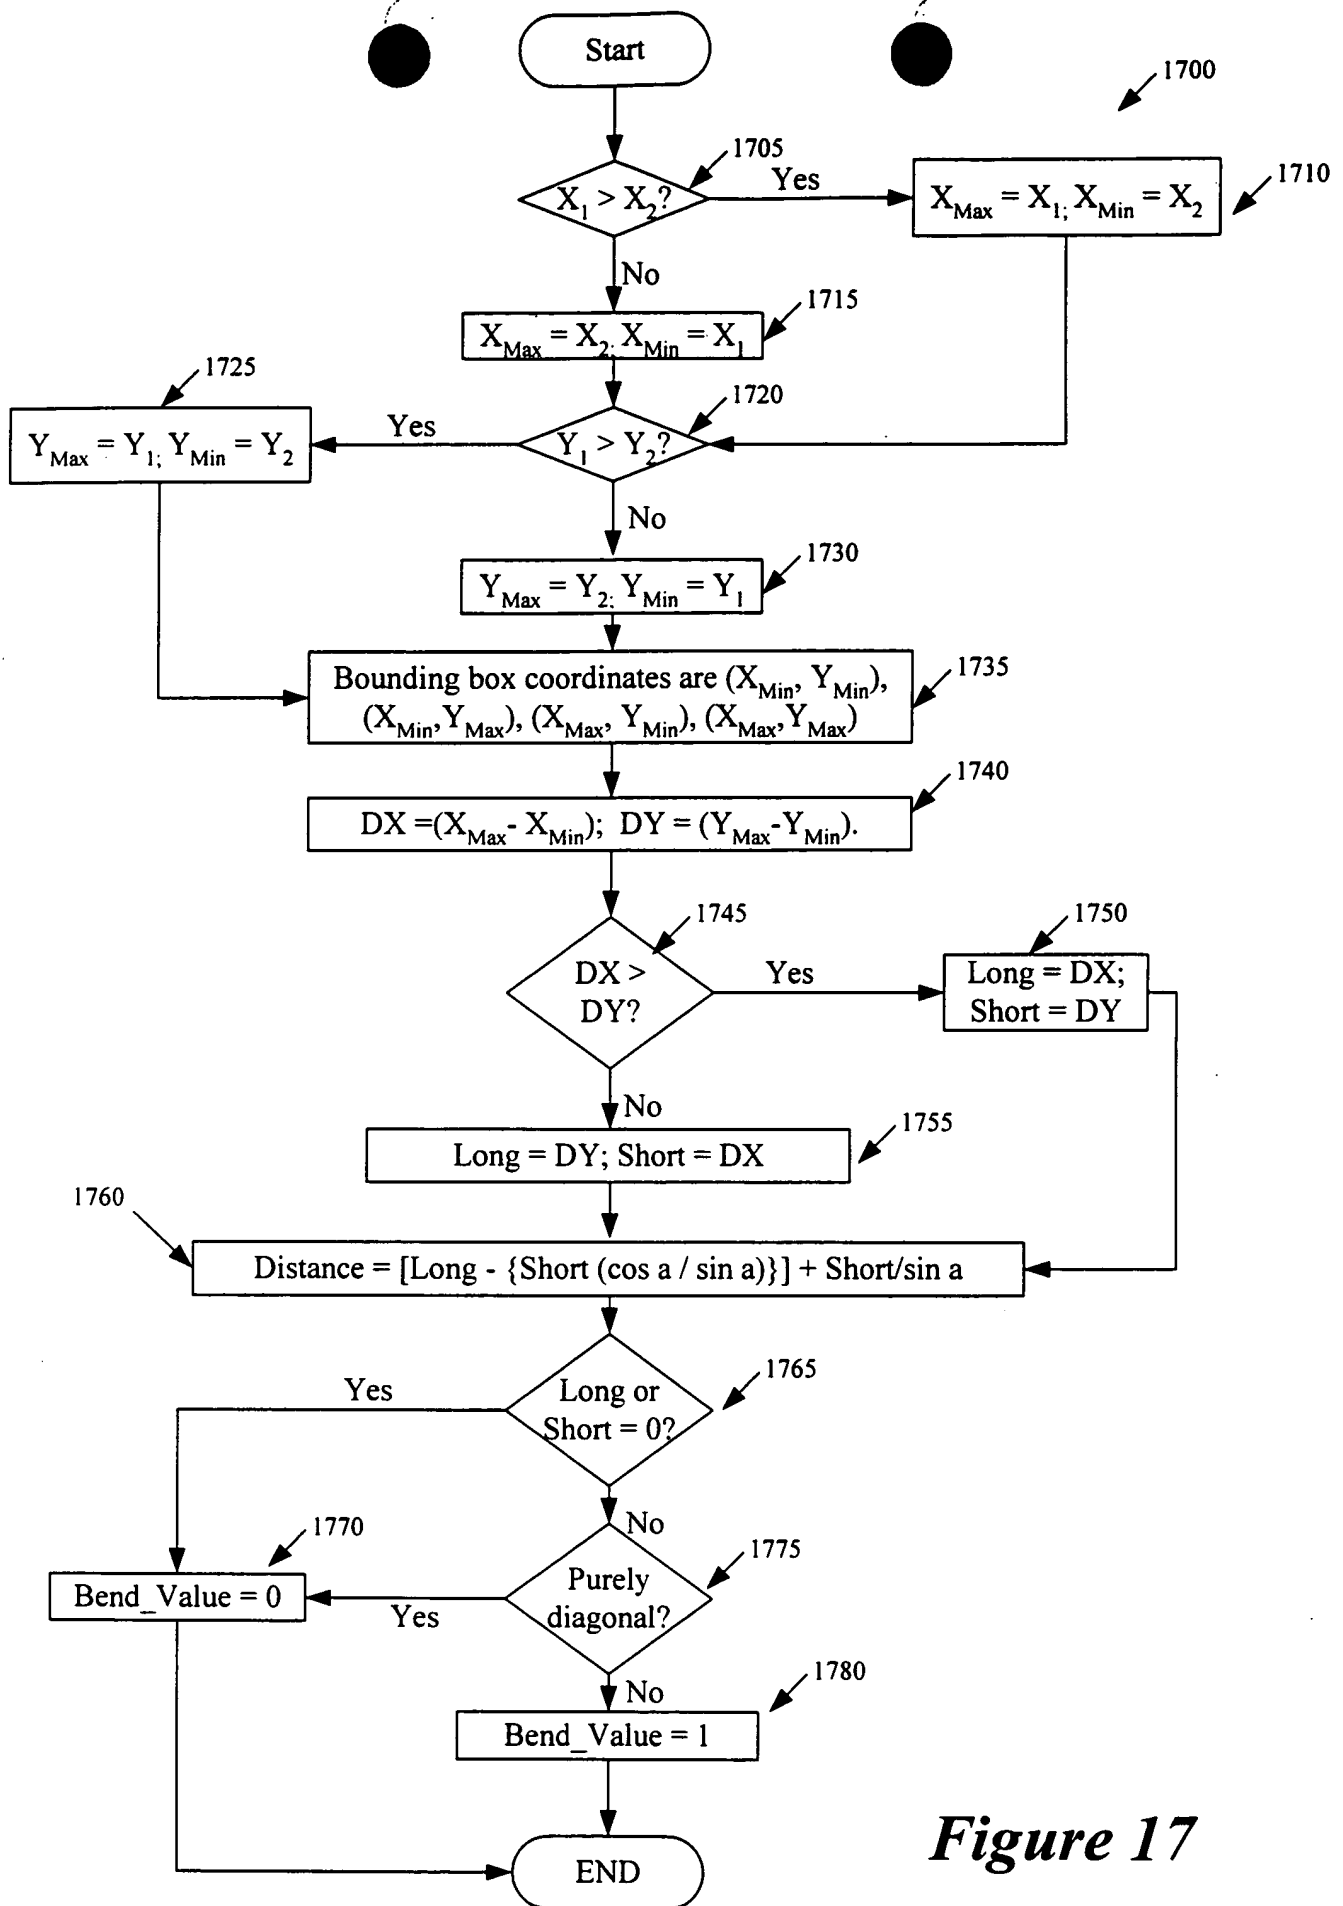 Start
1700
1705
X1 > X2?
Yes
XMax = X1; XMin = X2
1710
No
1715
XMax = X2; XMin = X1
1725
1720
YMax = Y1; YMin = Y2
Yes
Y1 > Y2?
No
1730
YMax = Y2; YMin = Y1
1735
Bounding box coordinates are (XMin, YMin),
(XMin,YMax), (XMax, YMin), (XMax,YMax)
1740
DX =(XMax- XMin); DY = (YMax-YMin).
1745
1750
DX >
DY?
Yes
Long = DX;
Short = DY
No
1755
Long = DY; Short = DX
1760
Distance = [Long - {Short (cos a / sin a)}] + Short/sin a
1765
Yes
Long or
Short = 0?
No
1770
1775
Purely
diagonal?
Bend_Value = 0
Yes
No
1780
Bend_Value = 1
END
Figure 17